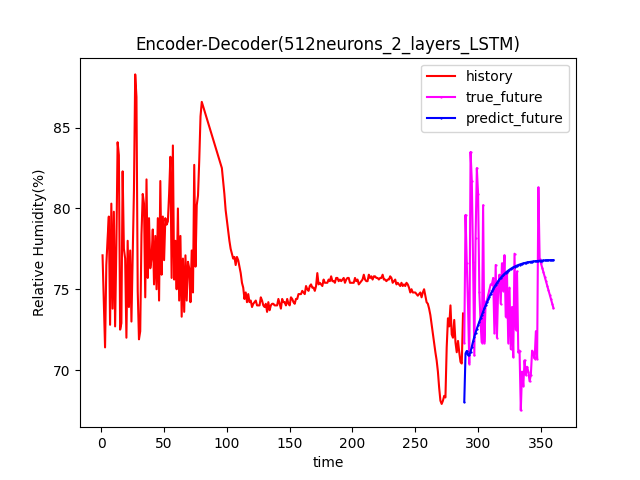 Encoder-Decoder(512neurons_2_layers_LSTM)
history
true_future
predict_future
85
80
75
70
Relative Humidity(%)
0 50 100 150 200 250 300 350
time